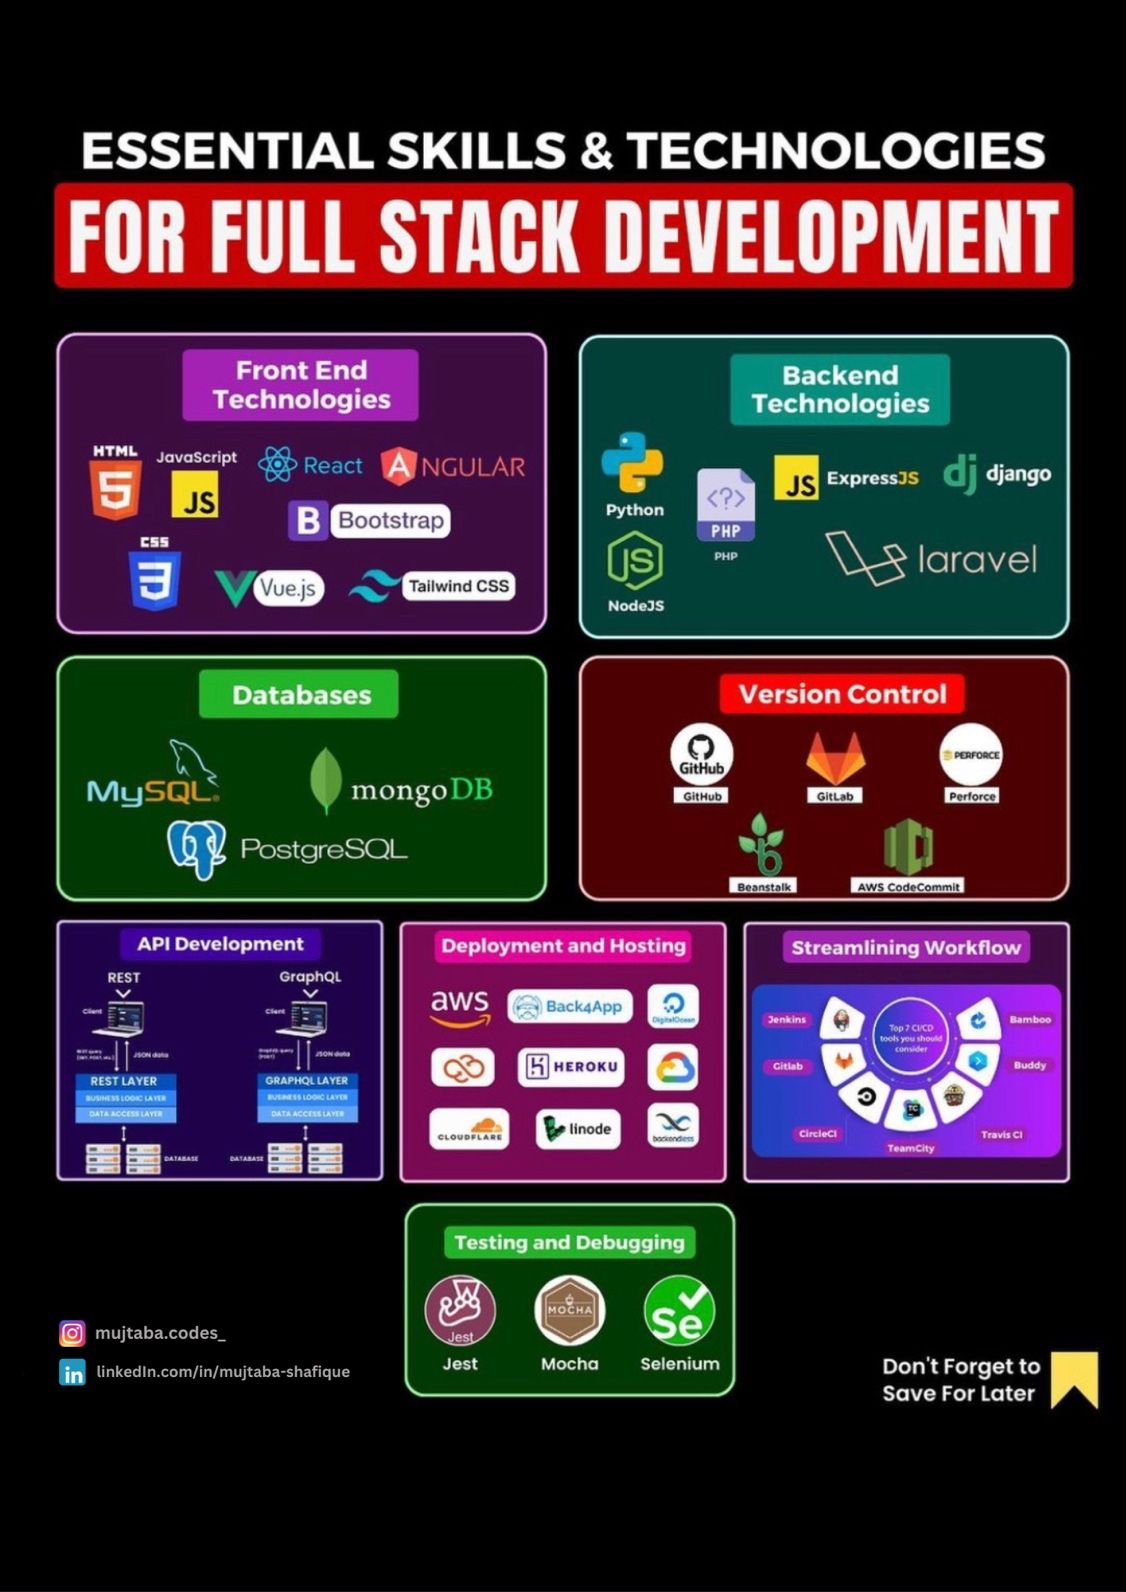 ESSENTIAL SKILLS & TECHNOLOGIES
FOR FULL STACK DEVELOPMENT
Front End
Technologies
HTML
5
JavaScript
JS
React
ANGULAR
B Bootstrap
CSS
3
Vue.js
Tailwind CSS
Backend
Technologies
Python
<?>
PHP
PHP
JS ExpressJS
dj django
JS
NodeJS
laravel
Databases
MySQL
mongoDB
PostgreSQL
Version Control
GitHub
GitHub
GitLab
PERFORCE
Perforce
b
Beanstalk
AWS CodeCommit
API Development
REST
Client
JSON data
REST LAYER
BUSINESS LOGIC LAYER
DATA ACCESS LAYER
DATABASE
GraphQL
Client
JSON data
GRAPHQL LAYER
BUSINESS LOGIC LAYER
DATA ACCESS LAYER
DATABASE
Deployment and Hosting
aws
Back4App
DigitalOcean
HEROKU
CLOUDFLARE
linode
backendless
Streamlining Workflow
Top 7 CI/CD
tools you should
consider
Jenkins
Bamboo
Gitlab
Buddy
CircleCI
TC
TeamCity
Travis CI
Testing and Debugging
Jest
Jest
MOCHA
Mocha
Se
Selenium
mujtaba.codes_
in linkedIn.com/in/mujtaba-shafique
Don't Forget to
Save For Later